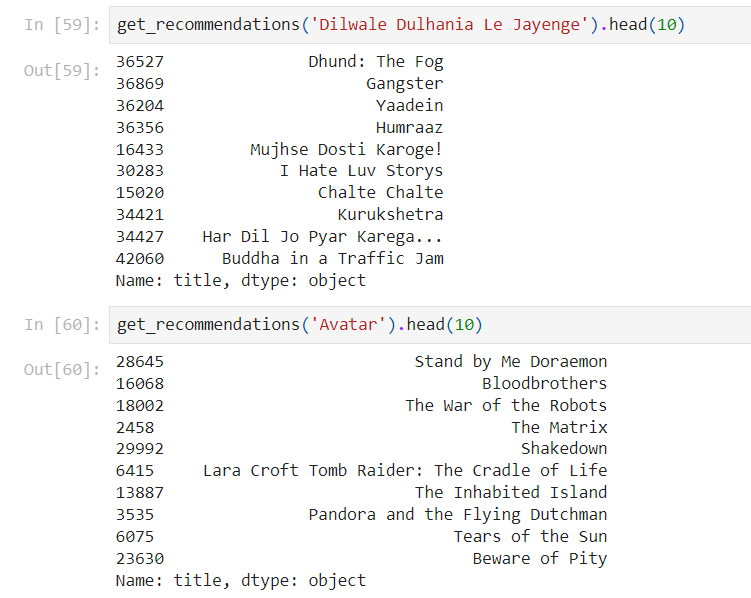 In [59]: get_recommendations('Dilwale Dulhania Le Jayenge').head(10)
Out[59]: 36527 Dhund: The Fog
36869 Gangster
36204 Yaadein
36356 Humraaz
16433 Mujhse Dosti Karoge!
30283 I Hate Luv Storys
15020 Chalte Chalte
34421 Kurukshetra
34427 Har Dil Jo Pyar Karega...
42060 Buddha in a Traffic Jam
Name: title, dtype: object
In [60]: get_recommendations('Avatar').head(10)
Out[60]: 28645 Stand by Me Doraemon
16068 Bloodbrothers
18002 The War of the Robots
2458 The Matrix
29992 Shakedown
6415 Lara Croft Tomb Raider: The Cradle of Life
13887 The Inhabited Island
3535 Pandora and the Flying Dutchman
6075 Tears of the Sun
23630 Beware of Pity
Name: title, dtype: object